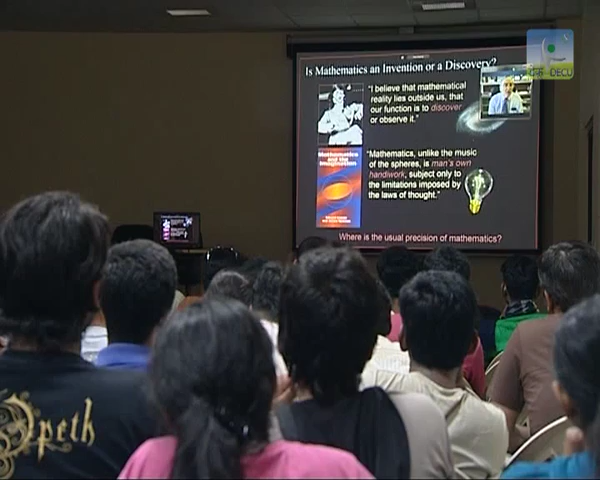 Is Mathematics an Invention or a Discovery?
"I believe that mathematical
reality lies outside us, that
our function is to discover
or observe it."
Mathematics
and the
Imagination
"Mathematics, unlike the music
of the spheres, is man's own
handiwork, subject only to
the limitations imposed by
the laws of thought."
Where is the usual precision of mathematics?
DECU
Opeth